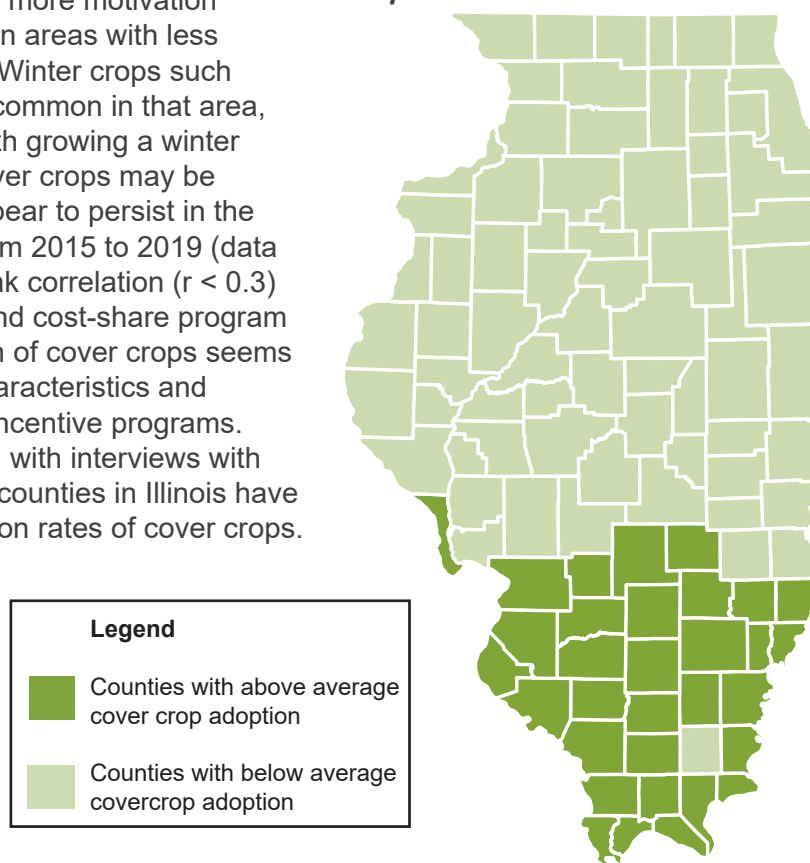 more motivation
n areas with less
Winter crops such
common in that area,
th growing a winter
ver crops may be
pear to persist in the
m 2015 to 2019 (data
ak correlation (r < 0.3)
nd cost-share program
n of cover crops seems
aracteristics and
ncentive programs.
with interviews with
counties in Illinois have
on rates of cover crops.
Legend
Counties with above average
cover crop adoption
Counties with below average
covercrop adoption